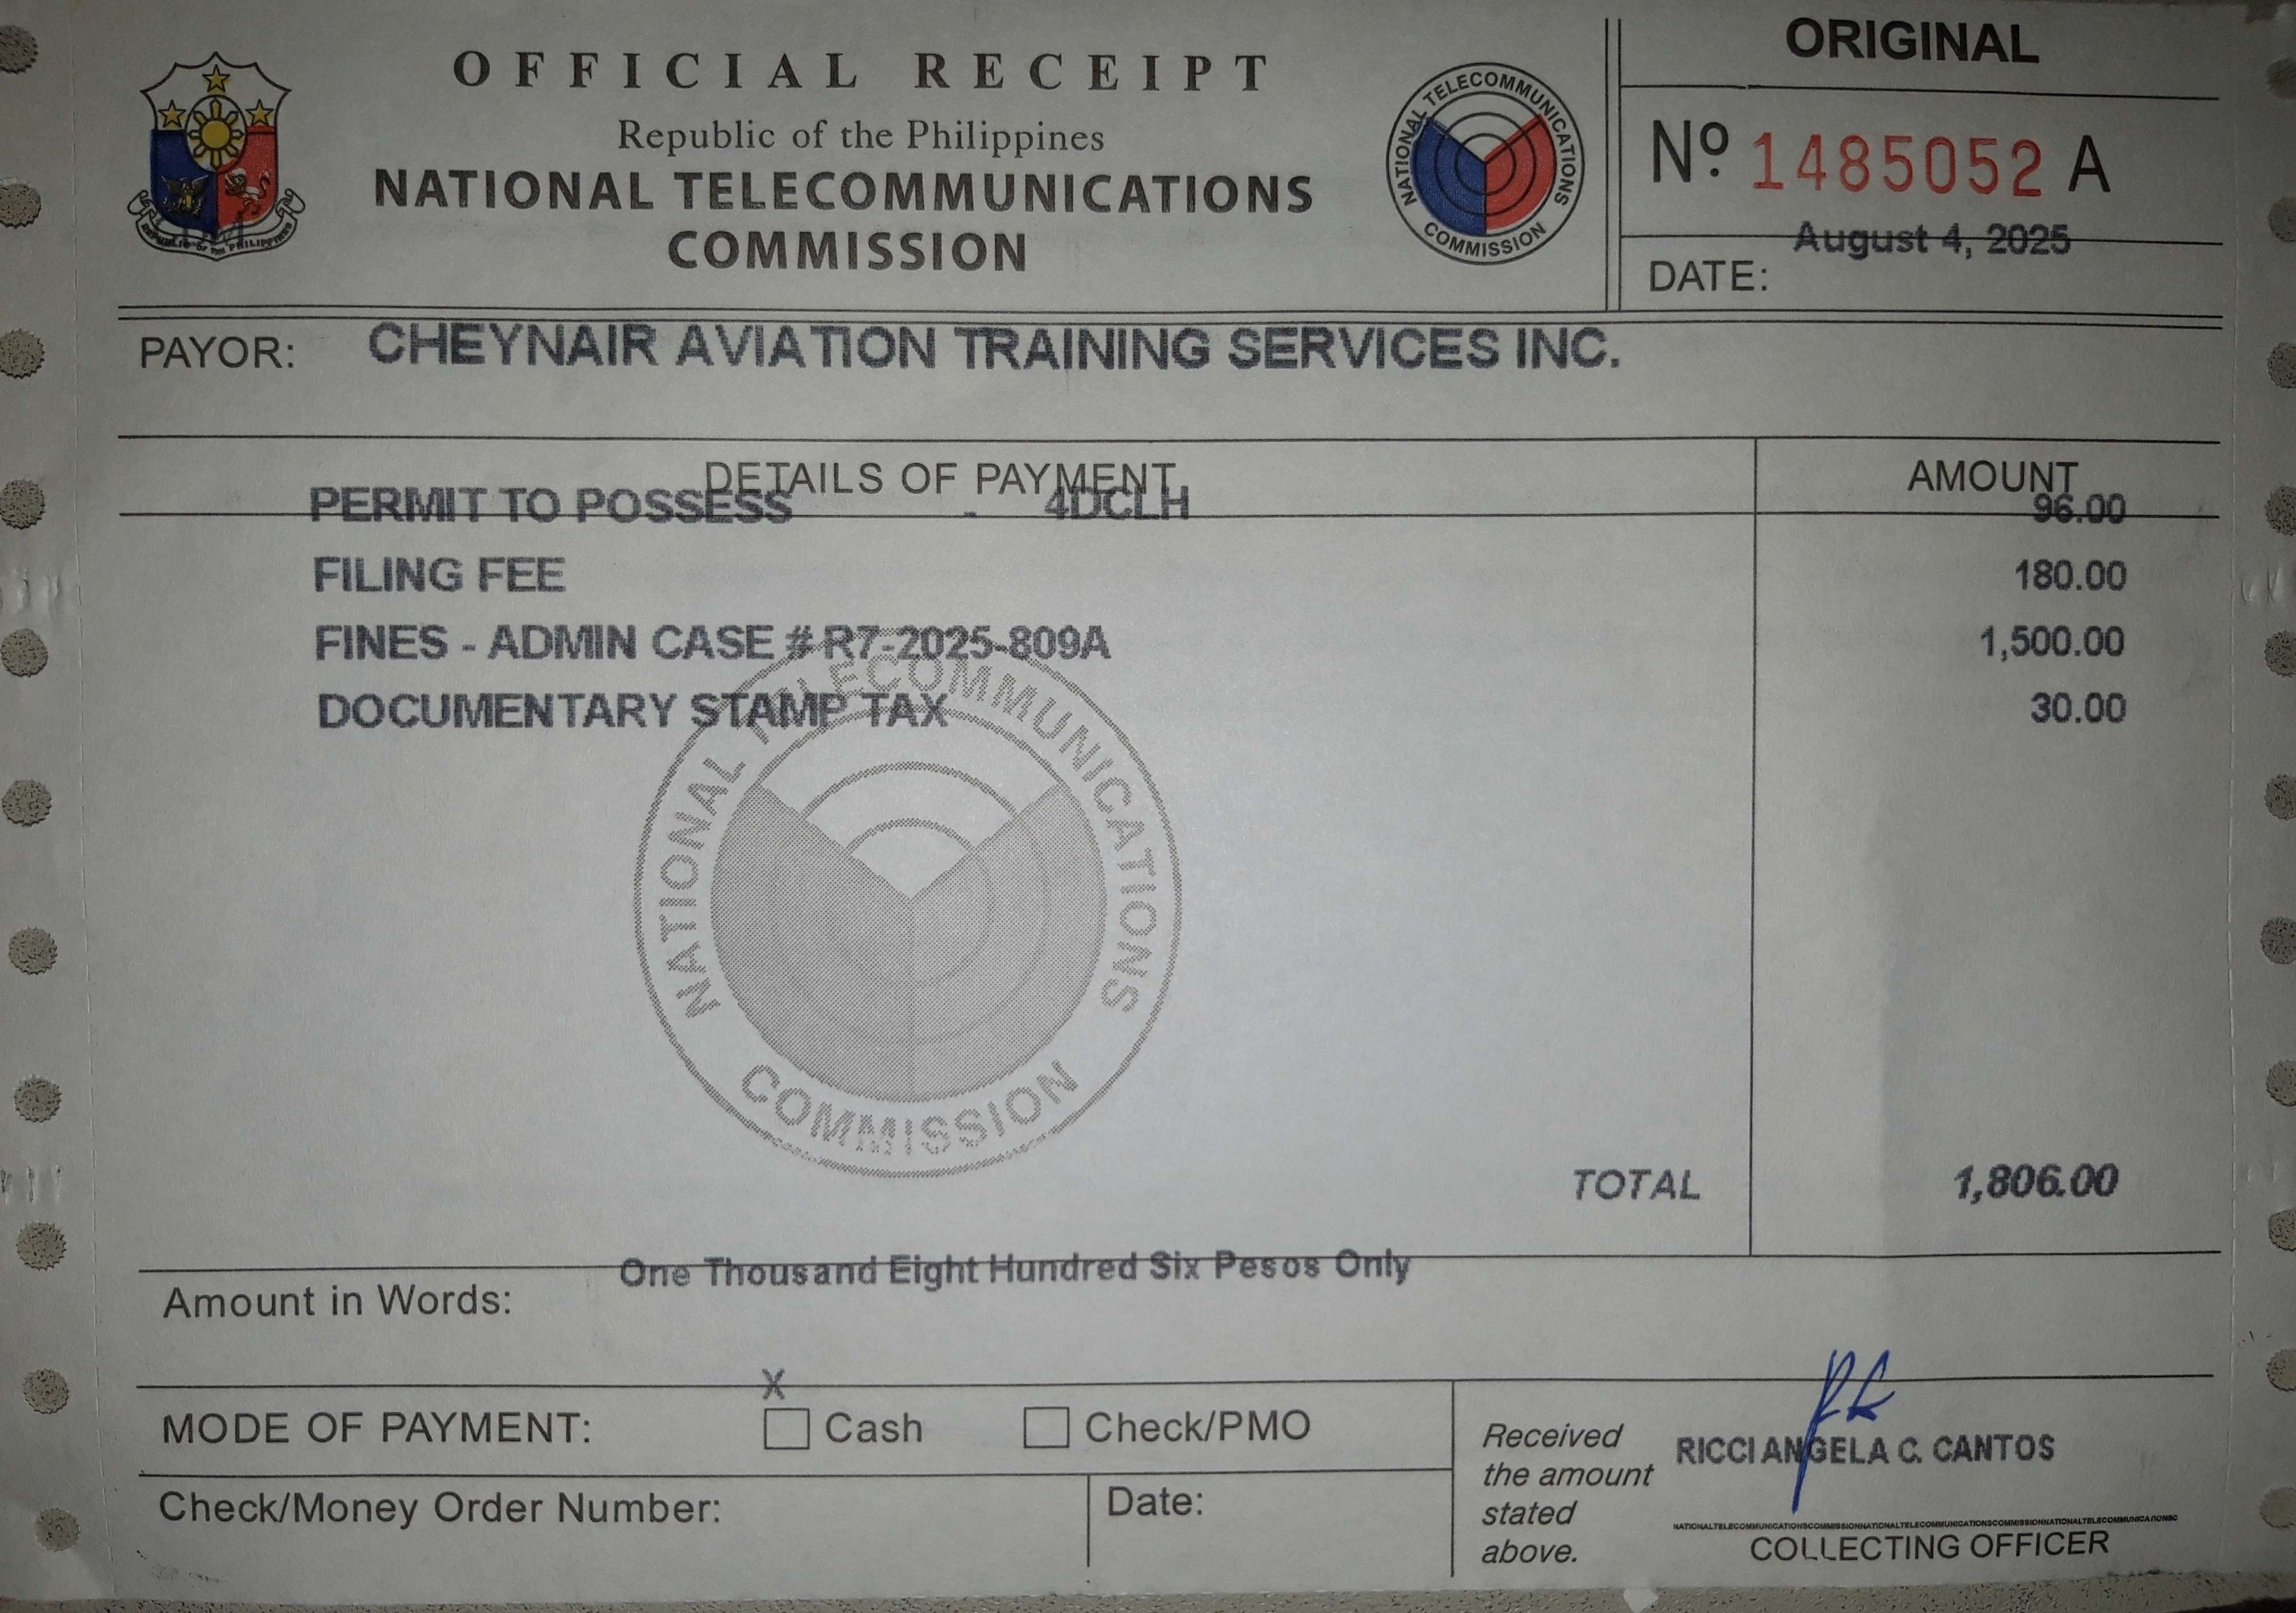 ORIGINAL
OFFICIAL RECEIPT
Republic of the Philippines
NATIONAL TELECOMMUNICATIONS
COMMISSION
REPUBLIC OF THE PHILIPPINES
NATIONAL TELECOMMUNICATIONS COMMISSION
Nº 1485052 A
DATE: August 4, 2025
PAYOR: CHEYNAIR AVIATION TRAINING SERVICES INC.
DETAILS OF PAYMENT AMOUNT
PERMIT TO POSSESS - 4DCLH 96.00
FILING FEE 180.00
FINES - ADMIN CASE # R7-2025-809A 1,500.00
DOCUMENTARY STAMP TAX 30.00
NATIONAL TELECOMMUNICATIONS COMMISSION
TOTAL 1,806.00
Amount in Words: One Thousand Eight Hundred Six Pesos Only
MODE OF PAYMENT: X Cash Check/PMO
Check/Money Order Number: Date:
Received
the amount
stated
above.
RICCI ANGELA C. CANTOS
NATIONALTELECOMMUNICATIONSCOMMISSIONNATIONALTELECOMMUNICATIONSCOMMISSIONNATIONALTELECOMMUNICATIONSC
COLLECTING OFFICER